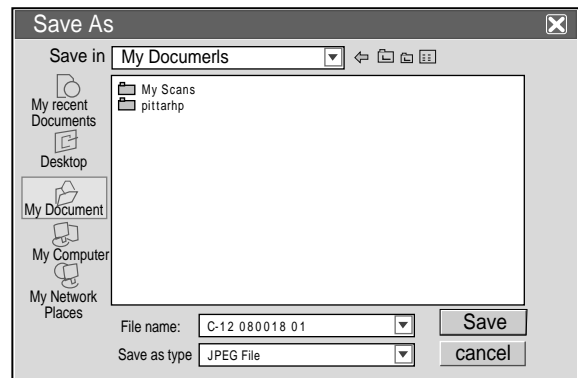 Save As
Save in My Documerls
My Scans
pittarhp
My recent
Documents
Desktop
My Document
My Computer
My Network
Places
File name: C-12 080018 01 Save
Save as type JPEG File cancel